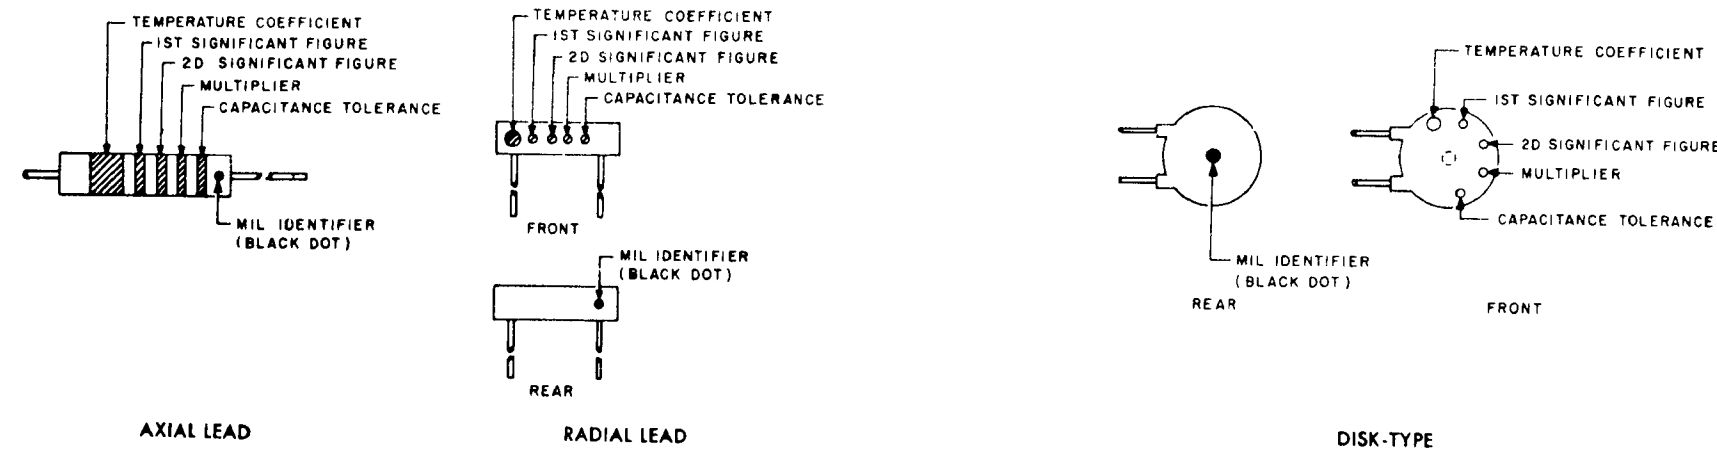 TEMPERATURE COEFFICIENT
1ST SIGNIFICANT FIGURE
2D SIGNIFICANT FIGURE
MULTIPLIER
CAPACITANCE TOLERANCE
MIL IDENTIFIER
(BLACK DOT)
AXIAL LEAD
TEMPERATURE COEFFICIENT
1ST SIGNIFICANT FIGURE
2D SIGNIFICANT FIGURE
MULTIPLIER
CAPACITANCE TOLERANCE
FRONT
MIL IDENTIFIER
(BLACK DOT)
REAR
RADIAL LEAD
MIL IDENTIFIER
(BLACK DOT)
REAR
TEMPERATURE COEFFICIENT
1ST SIGNIFICANT FIGURE
2D SIGNIFICANT FIGURE
MULTIPLIER
CAPACITANCE TOLERANCE
FRONT
DISK-TYPE